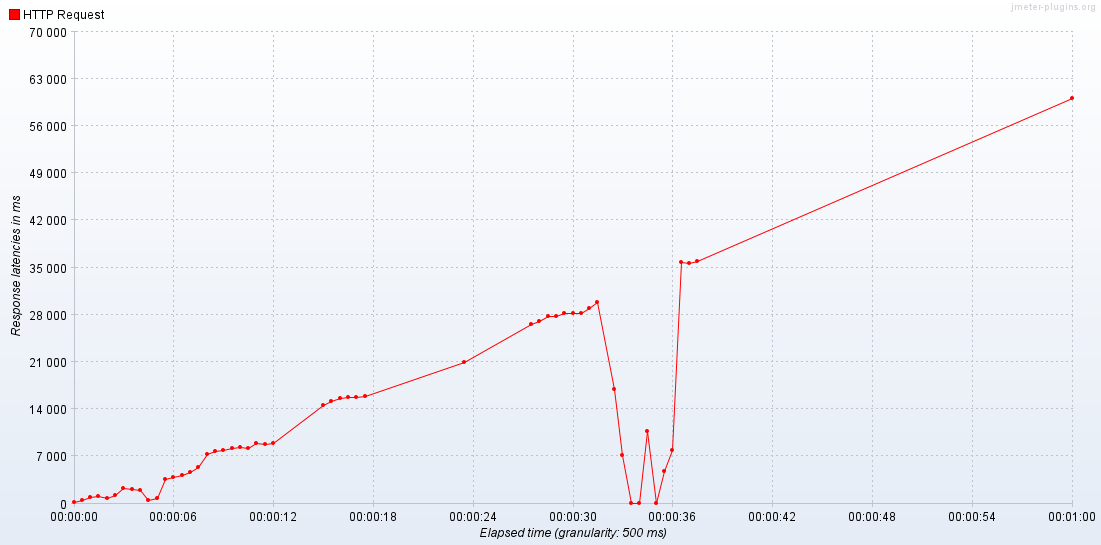 HTTP Request
jmeter-plugins.org
70 000
63 000
56 000
49 000
42 000
35 000
28 000
21 000
14 000
7 000
0
Response latencies in ms
00:00:00 00:00:06 00:00:12 00:00:18 00:00:24 00:00:30 00:00:36 00:00:42 00:00:48 00:00:54 00:01:00
Elapsed time (granularity: 500 ms)